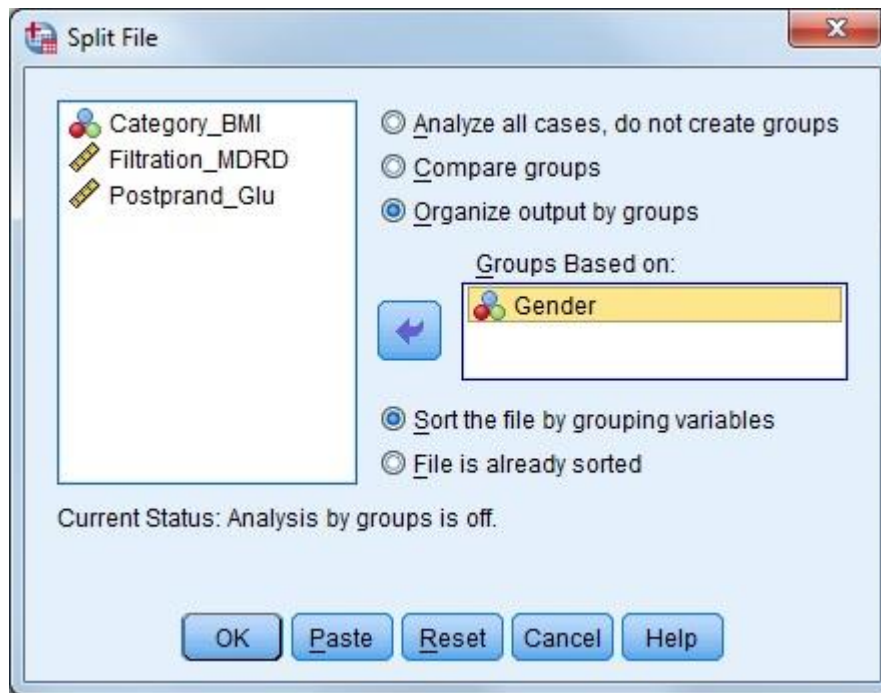 Split File
Category_BMI
Filtration_MDRD
Postprand_Glu
Analyze all cases, do not create groups
Compare groups
Organize output by groups
Groups Based on:
Gender
Sort the file by grouping variables
File is already sorted
Current Status: Analysis by groups is off.
OK Paste Reset Cancel Help